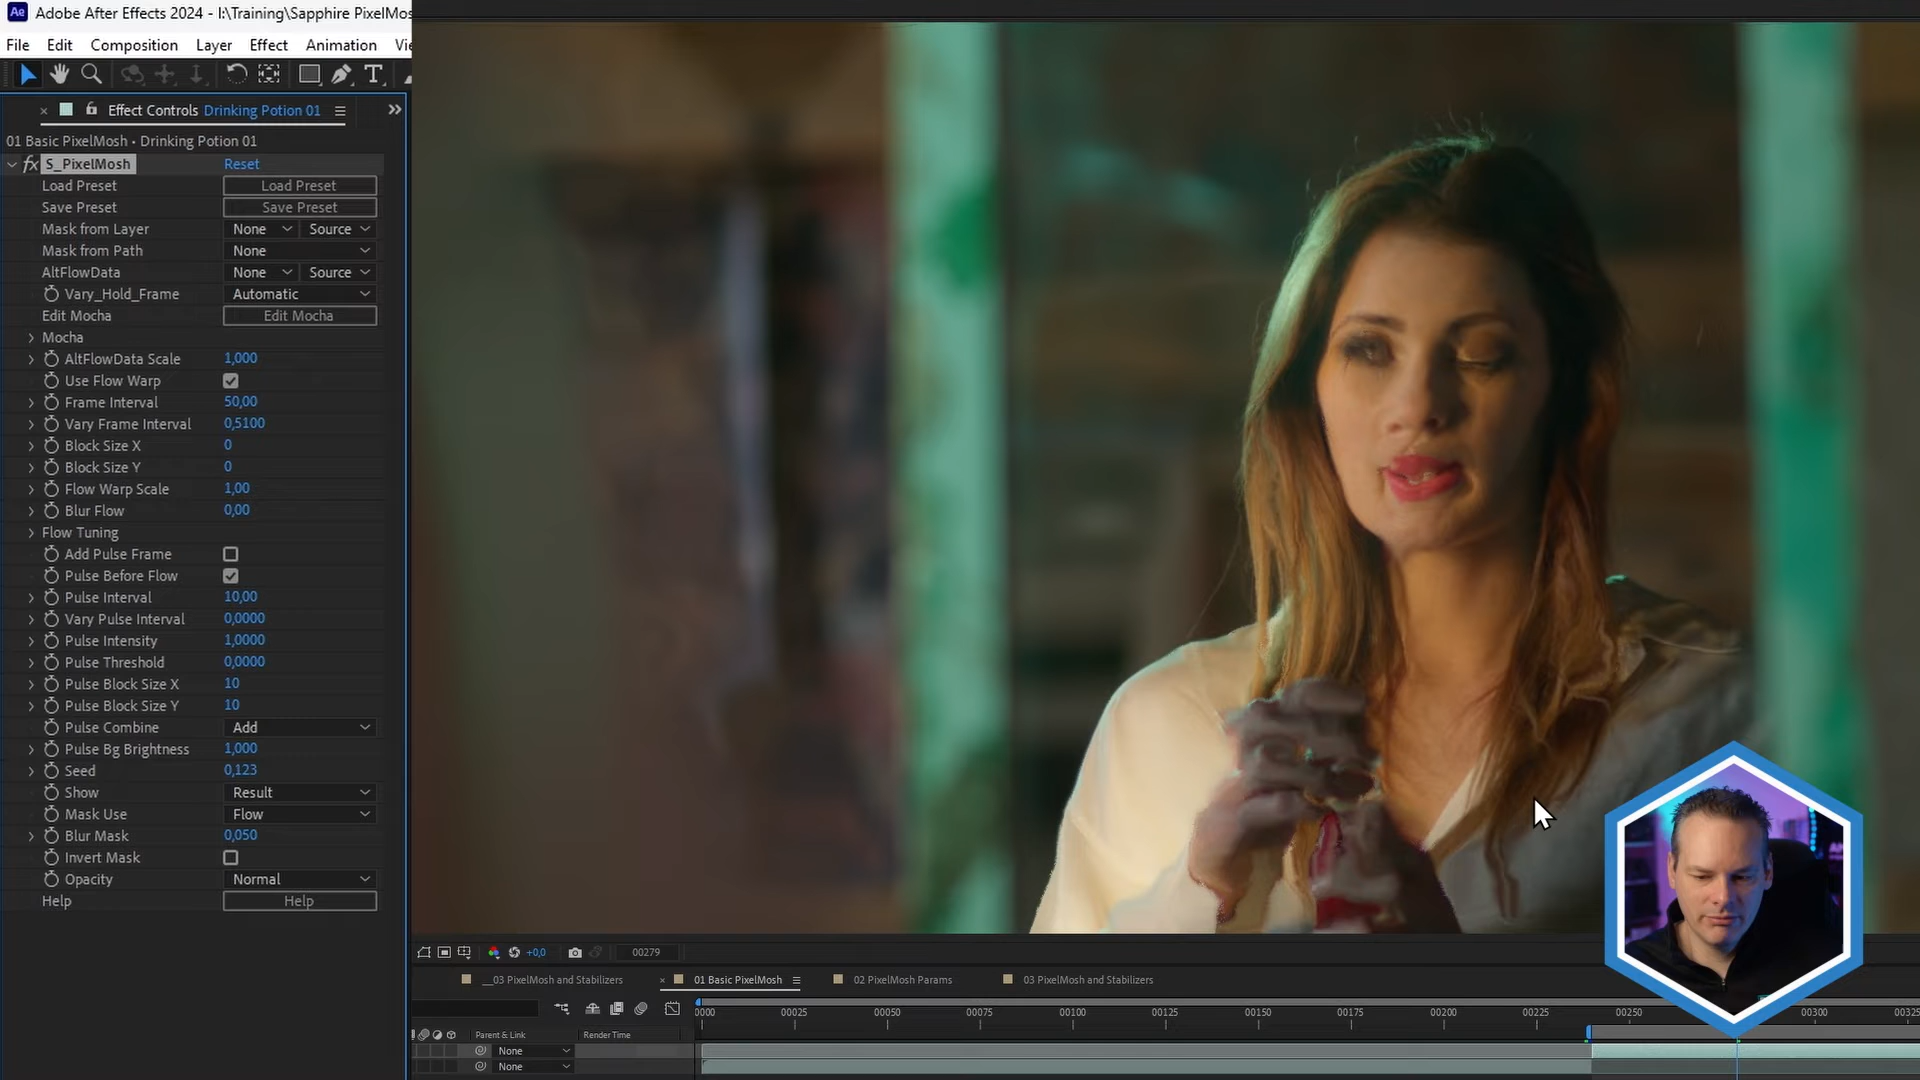 Adobe After Effects 2024 - I:\Training\Sapphire PixelMos
File Edit Composition Layer Effect Animation Vi
Effect Controls Drinking Potion 01
01 Basic PixelMosh • Drinking Potion 01
fx S_PixelMosh Reset
Load Preset Load Preset
Save Preset Save Preset
Mask from Layer None Source
Mask from Path None
AltFlowData None Source
Vary_Hold_Frame Automatic
Edit Mocha Edit Mocha
Mocha
AltFlowData Scale 1,000
Use Flow Warp
Frame Interval 50,00
Vary Frame Interval 0,5100
Block Size X 0
Block Size Y 0
Flow Warp Scale 1,00
Blur Flow 0,00
Flow Tuning
Add Pulse Frame
Pulse Before Flow
Pulse Interval 10,00
Vary Pulse Interval 0,0000
Pulse Intensity 1,0000
Pulse Threshold 0,0000
Pulse Block Size X 10
Pulse Block Size Y 10
Pulse Combine Add
Pulse Bg Brightness 1,000
Seed 0,123
Show Result
Mask Use Flow
Blur Mask 0,050
Invert Mask
Opacity Normal
Help Help
+0,0 00279
__03 PixelMosh and Stabilizers 01 Basic PixelMosh 02 PixelMosh Params 03 PixelMosh and Stabilizers
0000 00025 00050 00075 00100 00125 00150 00175 00200 00225 00250 00300 00325
Parent & Link Render Time
None
None